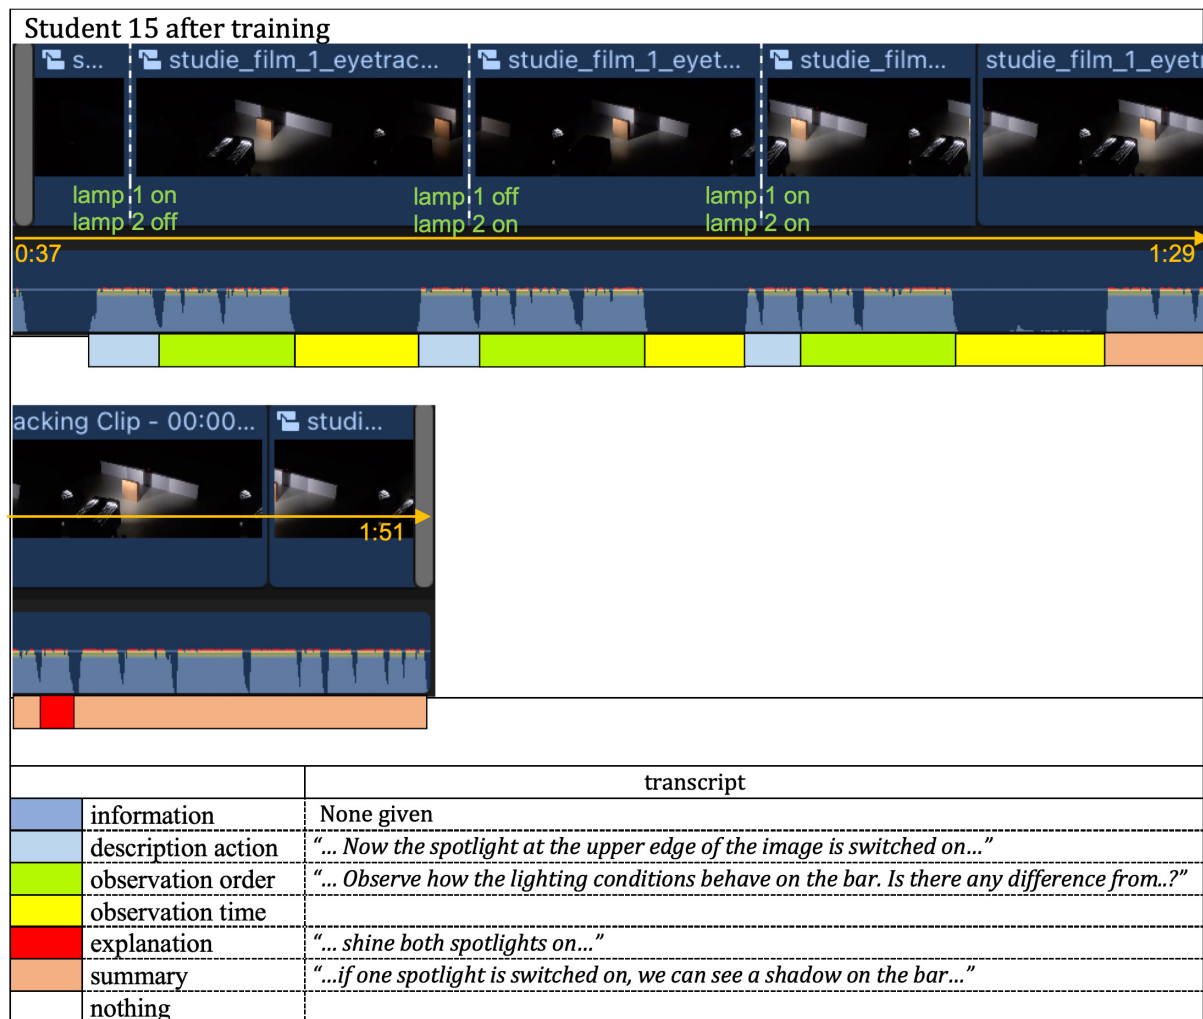 Student 15 after training
s... studie_film_1_eyetrac... studie_film_1_eyet... studie_film... studie_film_1_eyet
lamp 1 on lamp 1 off lamp 1 on
lamp 2 off lamp 2 on lamp 2 on
0:37 1:29
acking Clip - 00:00... studi...
1:51
transcript
information None given
description action “... Now the spotlight at the upper edge of the image is switched on...”
observation order “... Observe how the lighting conditions behave on the bar. Is there any difference from..?”
observation time
explanation “... shine both spotlights on...”
summary “...if one spotlight is switched on, we can see a shadow on the bar...”
nothing